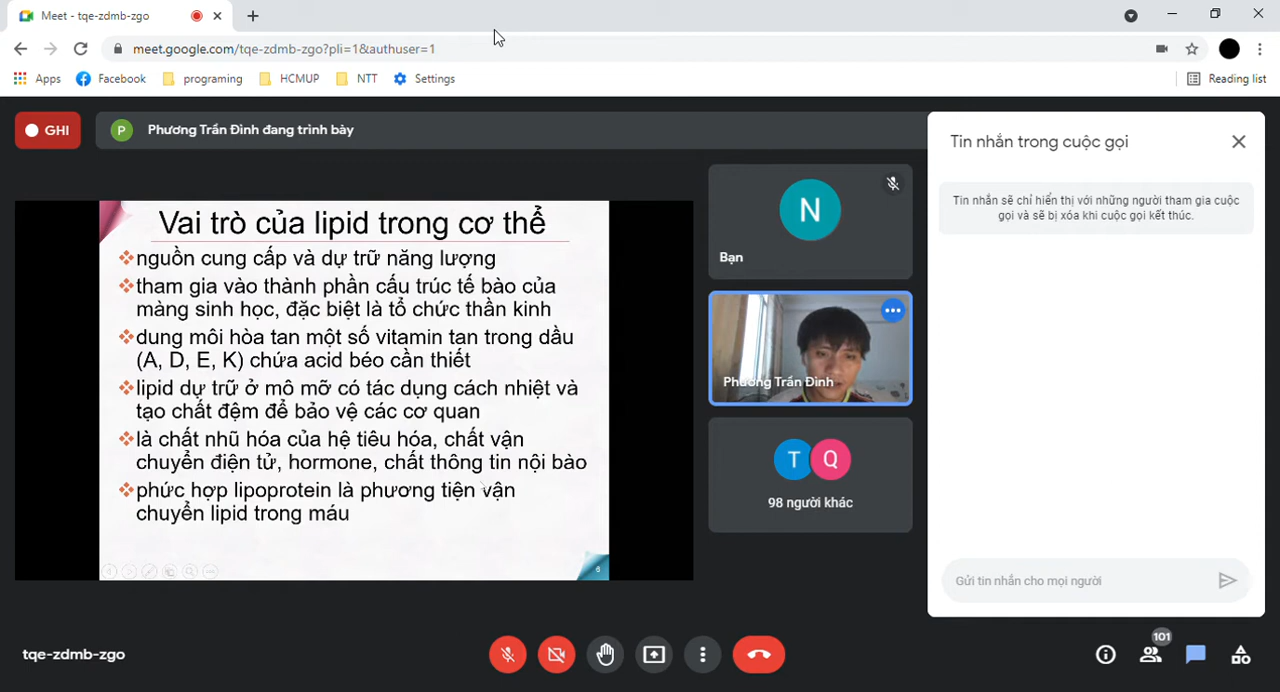 Meet - tqe-zdmb-zgo
meet.google.com/tqe-zdmb-zgo?pli=1&authuser=1
Apps Facebook programing HCMUP NTT Settings Reading list
GHI
P Phương Trần Đình đang trình bày
Vai trò của lipid trong cơ thể
nguồn cung cấp và dự trữ năng lượng
tham gia vào thành phần cấu trúc tế bào của
màng sinh học, đặc biệt là tổ chức thần kinh
dung môi hòa tan một số vitamin tan trong dầu
(A, D, E, K) chứa acid béo cần thiết
lipid dự trữ ở mô mỡ có tác dụng cách nhiệt và
tạo chất đệm để bảo vệ các cơ quan
là chất nhũ hóa của hệ tiêu hóa, chất vận
chuyển điện tử, hormone, chất thông tin nội bào
phức hợp lipoprotein là phương tiện vận
chuyển lipid trong máu
6
N
Bạn
Phương Trần Đình
T Q
98 người khác
Tin nhắn trong cuộc gọi
Tin nhắn sẽ chỉ hiển thị với những người tham gia cuộc
gọi và sẽ bị xóa khi cuộc gọi kết thúc.
Gửi tin nhắn cho mọi người
tqe-zdmb-zgo
101